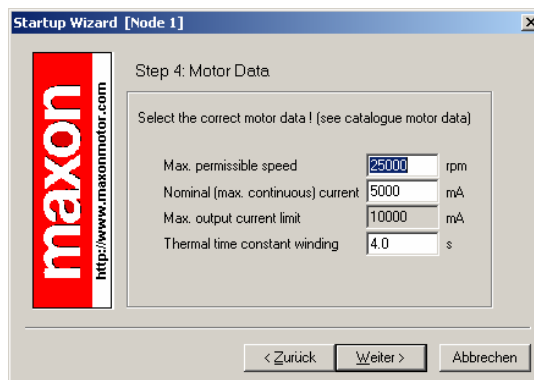 Startup Wizard [Node 1]
maxon
http://www.maxonmotor.com
Step 4: Motor Data
Select the correct motor data ! (see catalogue motor data)
Max. permissible speed 25000 rpm
Nominal (max. continuous) current 5000 mA
Max. output current limit 10000 mA
Thermal time constant winding 4.0 s
< Zurück Weiter > Abbrechen